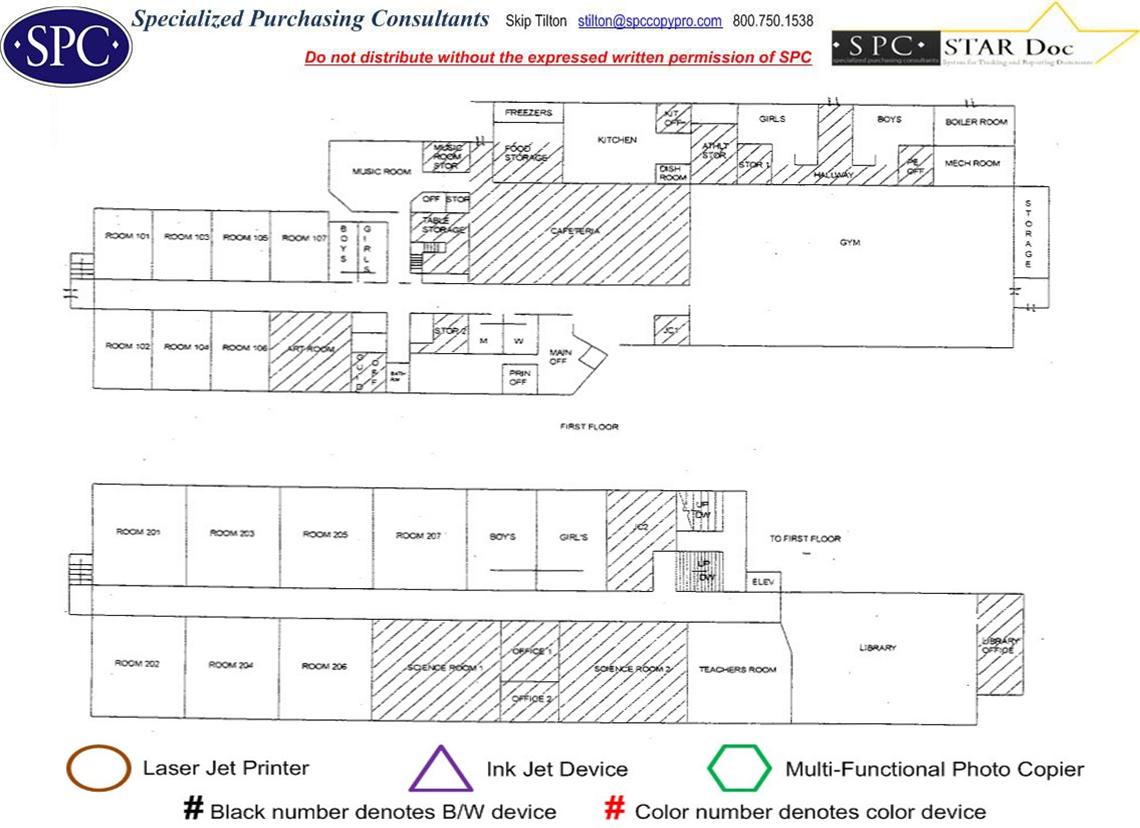 Specialized Purchasing Consultants Skip Tilton stilton@spccopypro.com 800.750.1538
·SPC·
Do not distribute without the expressed written permission of SPC
·SPC· STAR Doc
specialized purchasing consultants System for Tracking and Reporting Documents
FREEZERS
KIT OFF
GIRLS
BOYS
BOILER ROOM
KITCHEN
MUSIC ROOM STOR
FOOD STORAGE
ATHLT STOR
STOR 1
PE OFF
MECH ROOM
MUSIC ROOM
DISH ROOM
HALLWAY
OFF STOR
TABLE STORAGE
CAFETERIA
GYM
STORAGE
ROOM 101 ROOM 103 ROOM 105 ROOM 107
BOYS
GIRLS
ROOM 102 ROOM 104 ROOM 106 ART ROOM
GUID OFF
BATH RM
STOR 2
M W
MAIN OFF
PRIN OFF
JC1
FIRST FLOOR
ROOM 201 ROOM 203 ROOM 205 ROOM 207 BOY'S GIRL'S JC2
UP DW
TO FIRST FLOOR
UP DW
ELEV
ROOM 202 ROOM 204 ROOM 206 SCIENCE ROOM 1
OFFICE 1
OFFICE 2
SCIENCE ROOM 2 TEACHERS ROOM LIBRARY
LIBRARY OFFICE
Laser Jet Printer Ink Jet Device Multi-Functional Photo Copier
# Black number denotes B/W device # Color number denotes color device